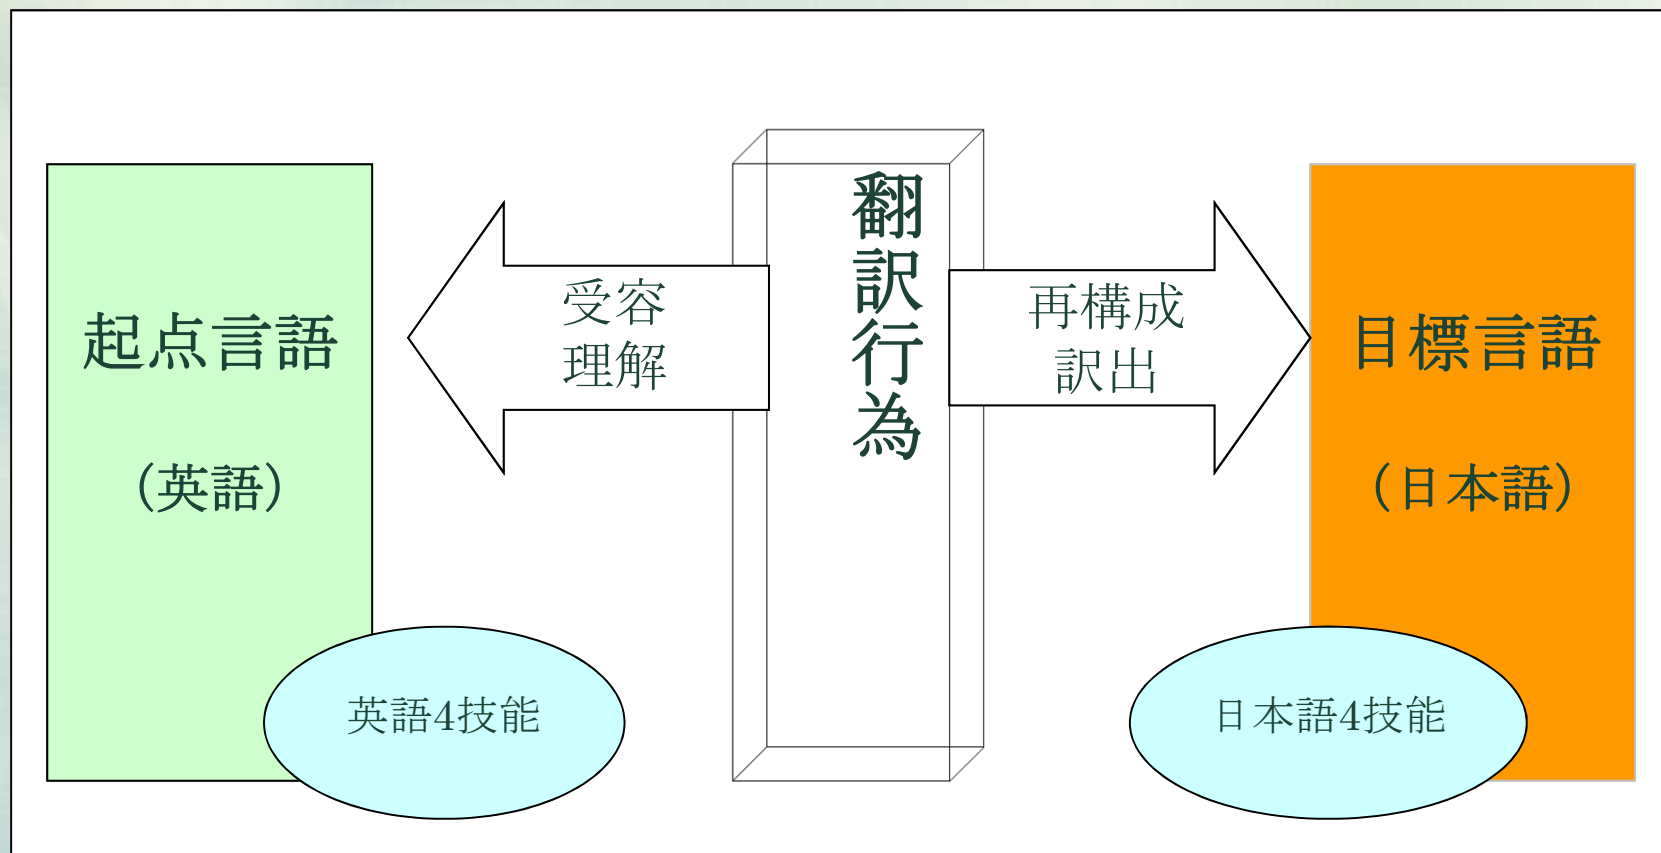 起点言語
(英語)
受容
理解
翻訳行為
再構成
訳出
目標言語
(日本語)
英語4技能
日本語4技能